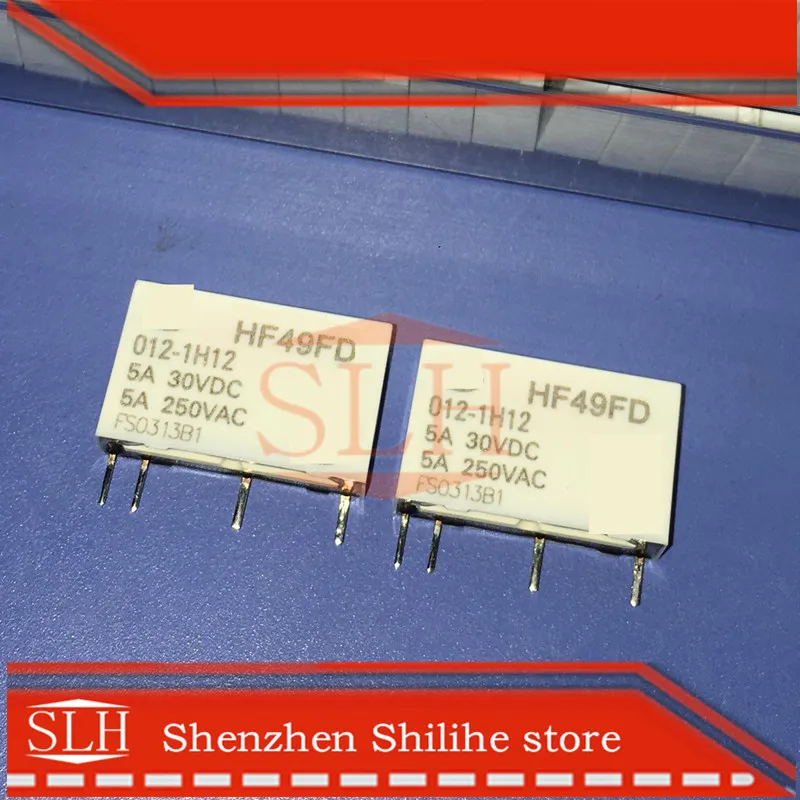 HF49FD
012-1H12
5A 30VDC
5A 250VAC
FS0313B1
HF49FD
012-1H12
5A 30VDC
5A 250VAC
FS0313B1
SLH
SLH Shenzhen Shilihe store